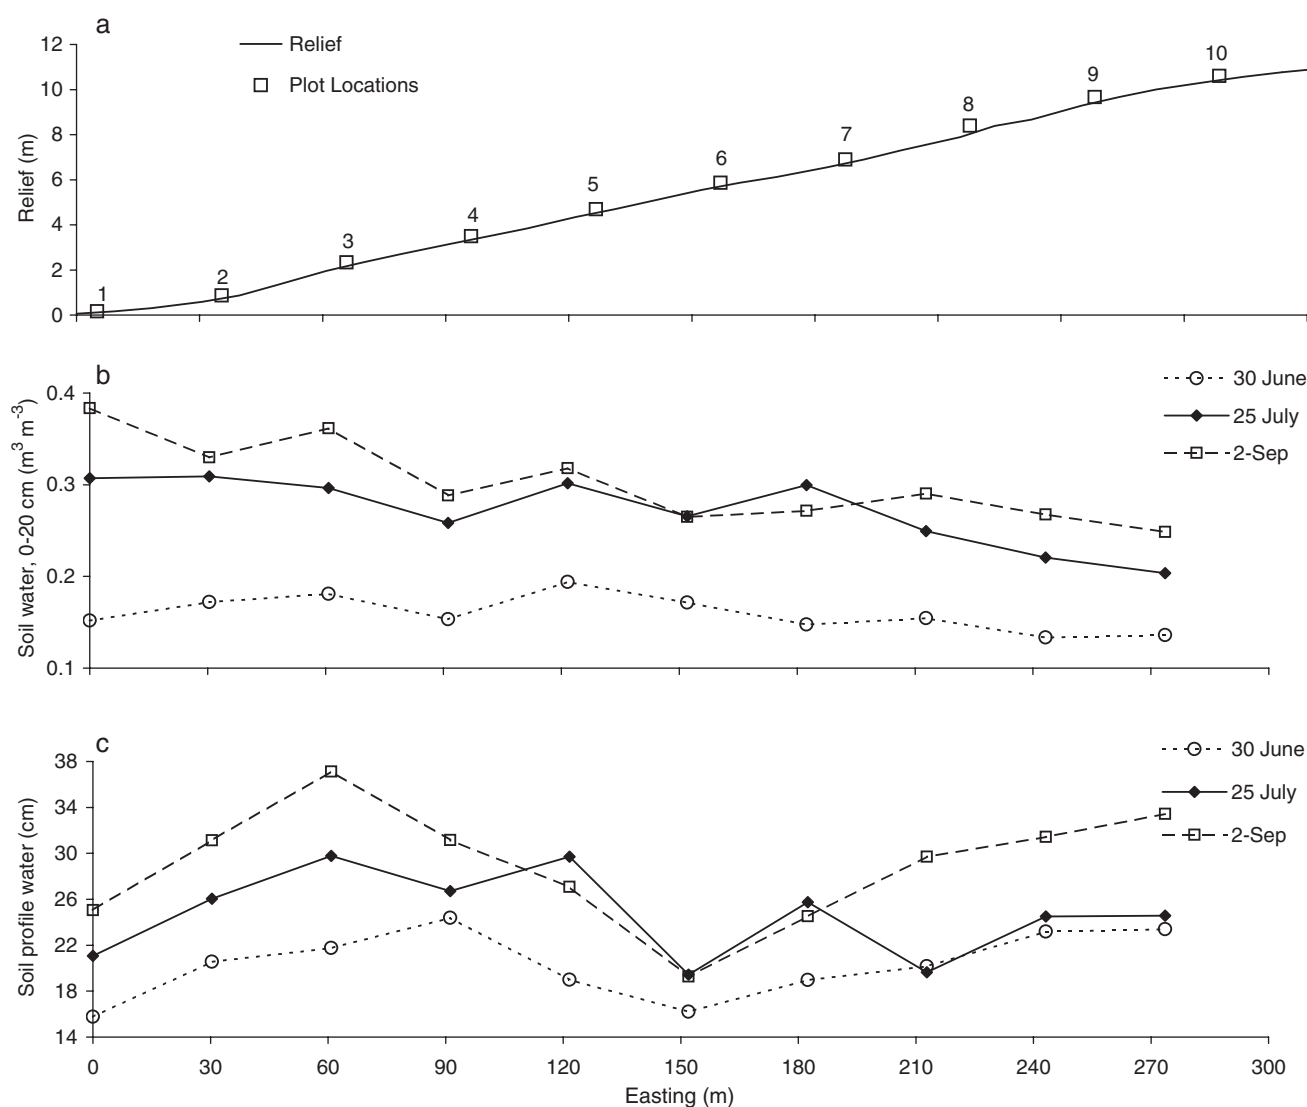 a
12
10
8
6
4
2
0
Relief (m)
Relief
Plot Locations
1
2
3
4
5
6
7
8
9
10
b
0.4
0.3
0.2
0.1
Soil water, 0-20 cm (m³ m⁻³)
30 June
25 July
2-Sep
c
38
34
30
26
22
18
14
Soil profile water (cm)
30 June
25 July
2-Sep
0 30 60 90 120 150 180 210 240 270 300
Easting (m)